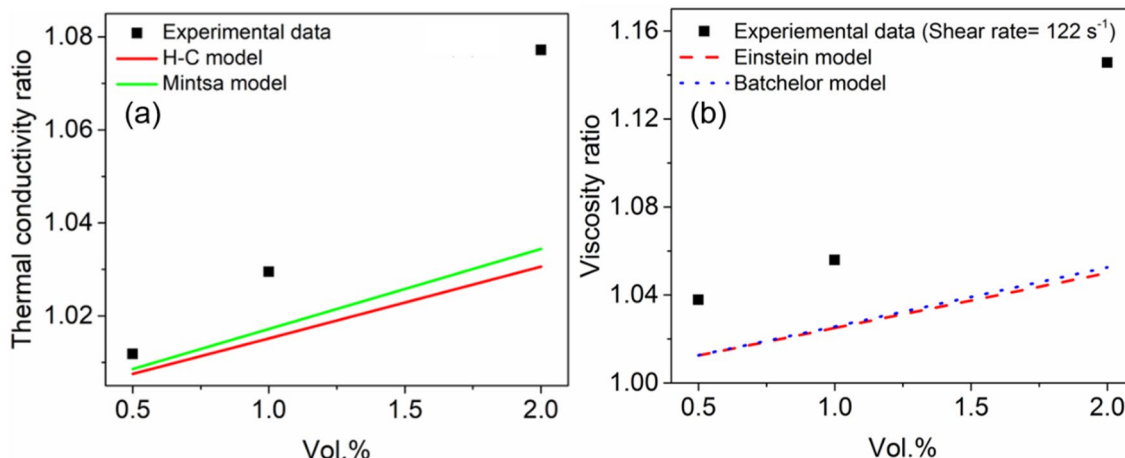 Thermal conductivity ratio
1.08
1.06
1.04
1.02
Experimental data
H-C model
Mintsa model
(a)
0.5
1.0
1.5
2.0
Vol.%
Viscosity ratio
1.16
1.12
1.08
1.04
1.00
Experiemental data (Shear rate= 122 s⁻¹)
Einstein model
Batchelor model
(b)
0.5
1.0
1.5
2.0
Vol.%